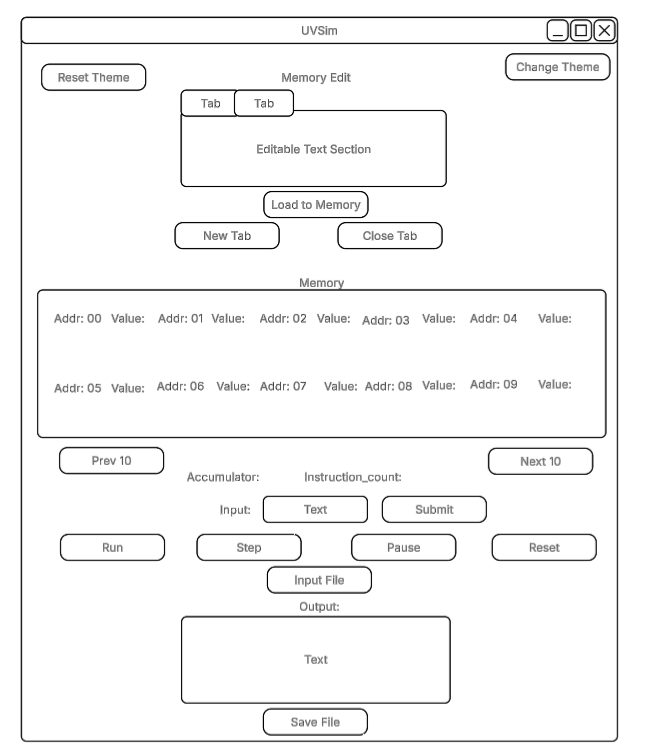 UVSim
Reset Theme
Memory Edit
Change Theme
Tab Tab
Editable Text Section
Load to Memory
New Tab Close Tab
Memory
Addr: 00 Value: Addr: 01 Value: Addr: 02 Value: Addr: 03 Value: Addr: 04 Value:
Addr: 05 Value: Addr: 06 Value: Addr: 07 Value: Addr: 08 Value: Addr: 09 Value:
Prev 10 Next 10
Accumulator: Instruction_count:
Input: Text Submit
Run Step Pause Reset
Input File
Output:
Text
Save File